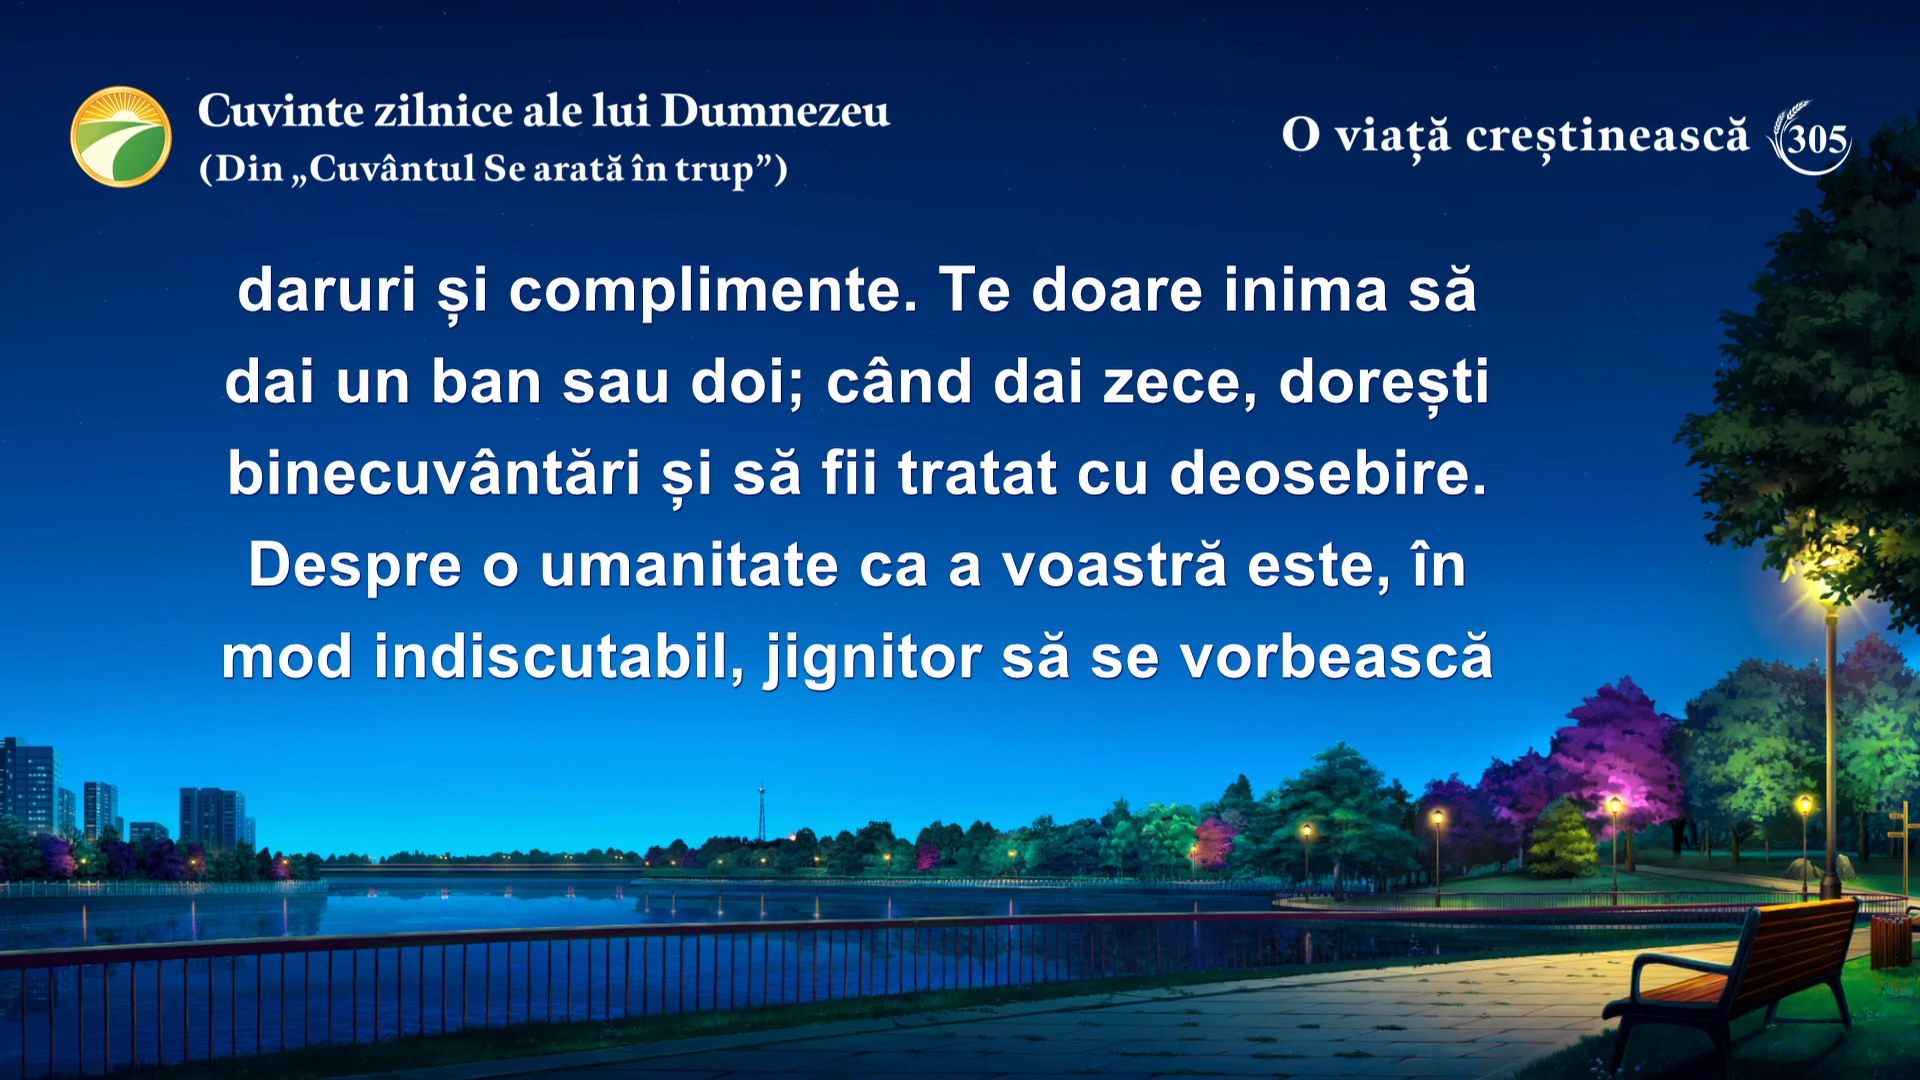 Cuvinte zilnice ale lui Dumnezeu
(Din „Cuvântul Se arată în trup”)
O viață creștinească 305
daruri și complimente. Te doare inima să
dai un ban sau doi; când dai zece, dorești
binecuvântări și să fii tratat cu deosebire.
Despre o umanitate ca a voastră este, în
mod indiscutabil, jignitor să se vorbească